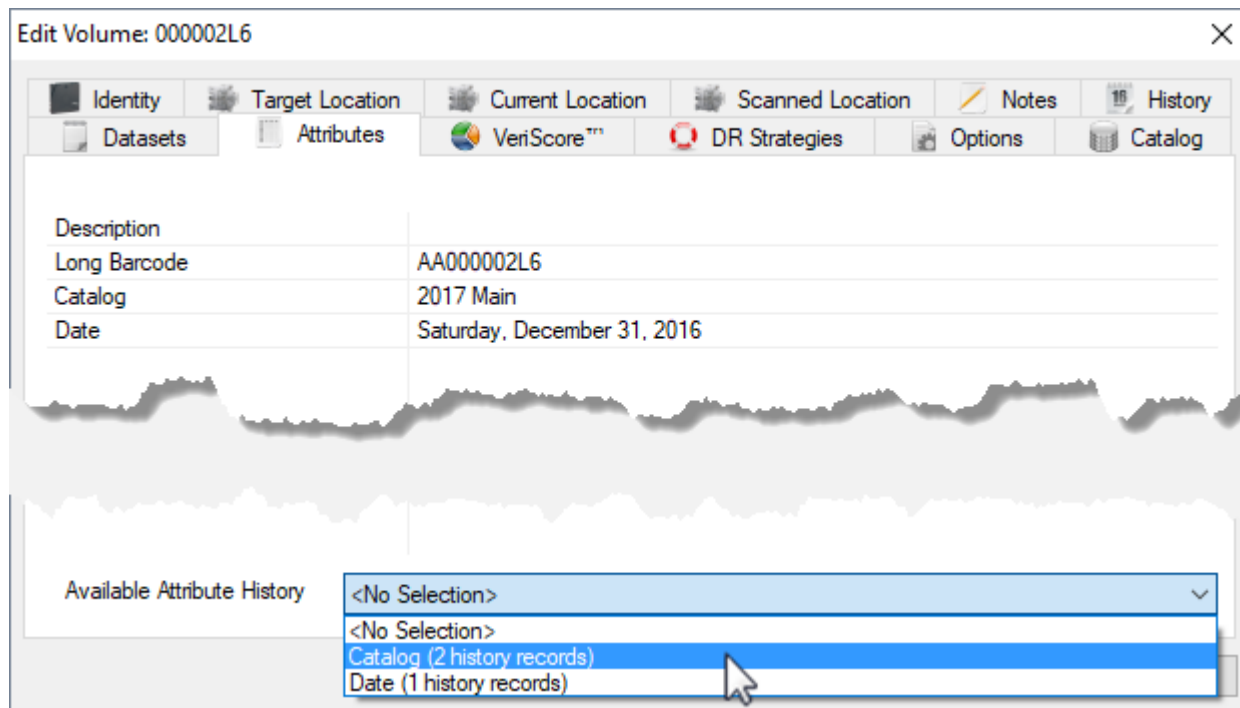 Edit Volume: 000002L6
Identity Target Location Current Location Scanned Location Notes 16 History
Datasets Attributes VeriScore™ DR Strategies Options Catalog
Description
Long Barcode AA000002L6
Catalog 2017 Main
Date Saturday, December 31, 2016
Available Attribute History <No Selection>
<No Selection>
Catalog (2 history records)
Date (1 history records)